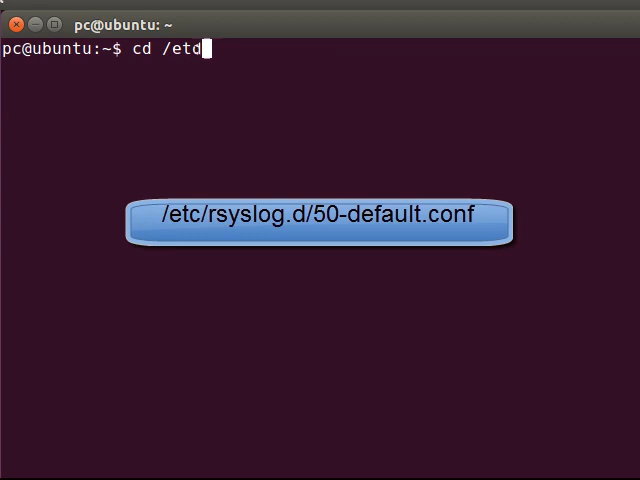 pc@ubuntu: ~
pc@ubuntu:~$ cd /etd
/etc/rsyslog.d/50-default.conf